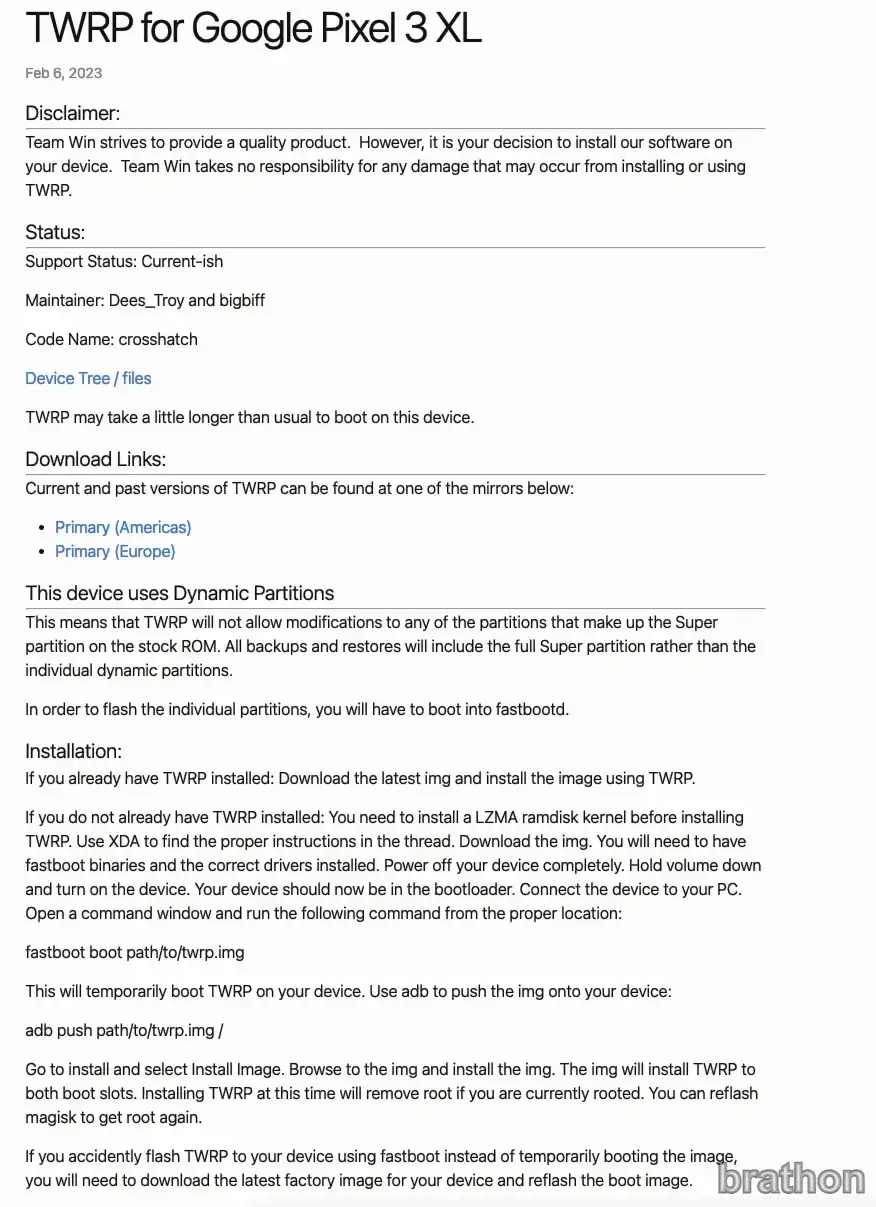 TWRP for Google Pixel 3 XL
Feb 6, 2023
Disclaimer:
Team Win strives to provide a quality product.  However, it is your decision to install our software on
your device.  Team Win takes no responsibility for any damage that may occur from installing or using
TWRP.
Status:
Support Status: Current-ish
Maintainer: Dees_Troy and bigbiff
Code Name: crosshatch
Device Tree / files
TWRP may take a little longer than usual to boot on this device.
Download Links:
Current and past versions of TWRP can be found at one of the mirrors below:
• Primary (Americas)
• Primary (Europe)
This device uses Dynamic Partitions
This means that TWRP will not allow modifications to any of the partitions that make up the Super
partition on the stock ROM. All backups and restores will include the full Super partition rather than the
individual dynamic partitions.
In order to flash the individual partitions, you will have to boot into fastbootd.
Installation:
If you already have TWRP installed: Download the latest img and install the image using TWRP.
If you do not already have TWRP installed: You need to install a LZMA ramdisk kernel before installing
TWRP. Use XDA to find the proper instructions in the thread. Download the img. You will need to have
fastboot binaries and the correct drivers installed. Power off your device completely. Hold volume down
and turn on the device. Your device should now be in the bootloader. Connect the device to your PC.
Open a command window and run the following command from the proper location:
fastboot boot path/to/twrp.img
This will temporarily boot TWRP on your device. Use adb to push the img onto your device:
adb push path/to/twrp.img /
Go to install and select Install Image. Browse to the img and install the img. The img will install TWRP to
both boot slots. Installing TWRP at this time will remove root if you are currently rooted. You can reflash
magisk to get root again.
If you accidently flash TWRP to your device using fastboot instead of temporarily booting the image,
you will need to download the latest factory image for your device and reflash the boot image.
brathon